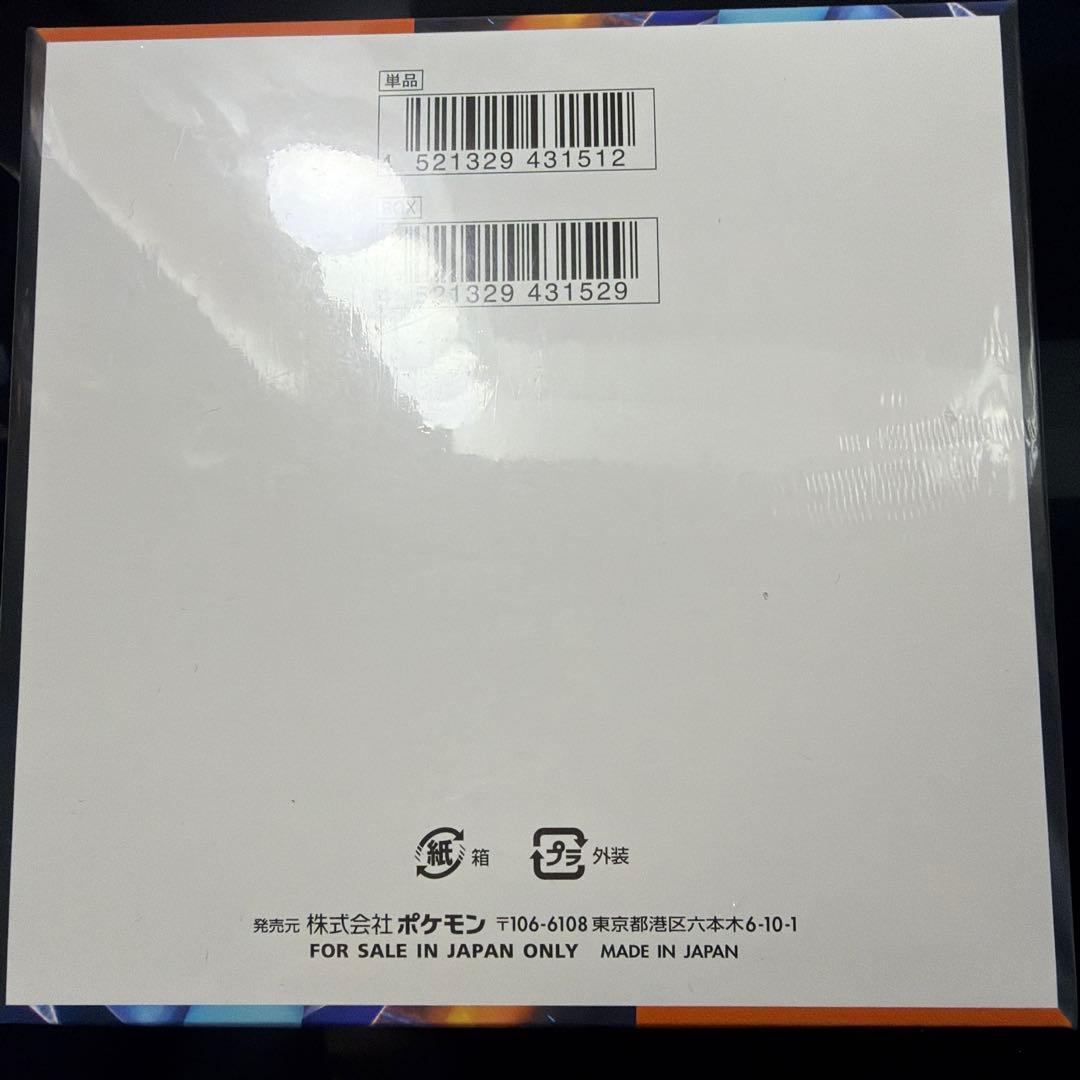 単品
4 521329 431512
BOX
4 521329 431529
紙 箱 プラ 外装
発売元 株式会社ポケモン 〒106-6108 東京都港区六本木6-10-1
FOR SALE IN JAPAN ONLY MADE IN JAPAN